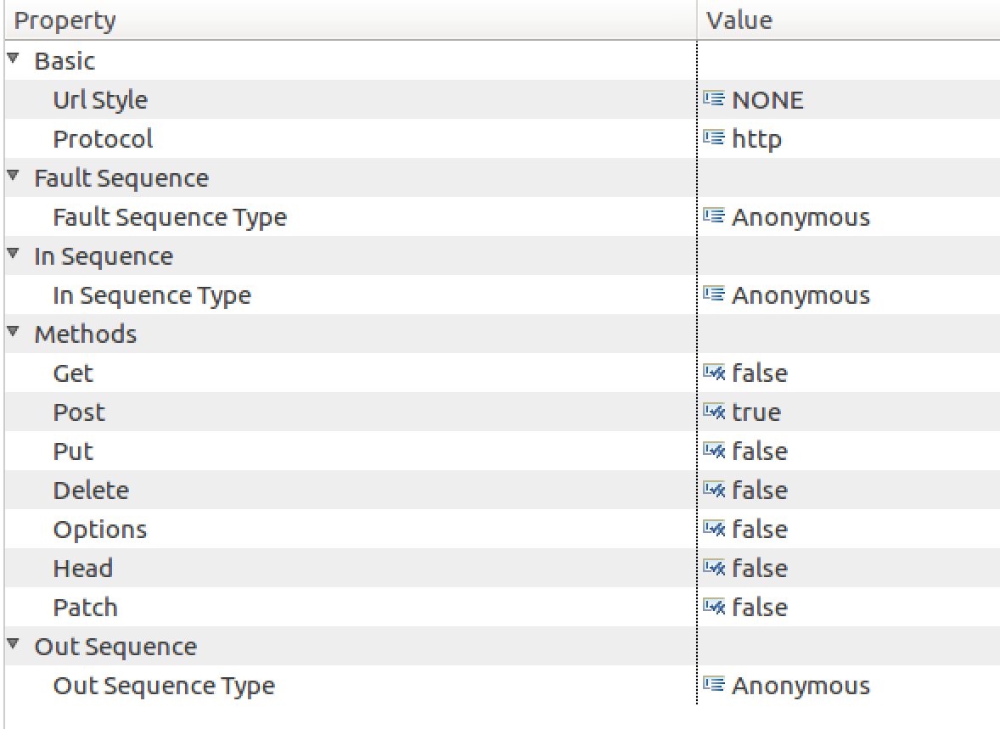 Property Value
Basic
Url Style NONE
Protocol http
Fault Sequence
Fault Sequence Type Anonymous
In Sequence
In Sequence Type Anonymous
Methods
Get false
Post true
Put false
Delete false
Options false
Head false
Patch false
Out Sequence
Out Sequence Type Anonymous